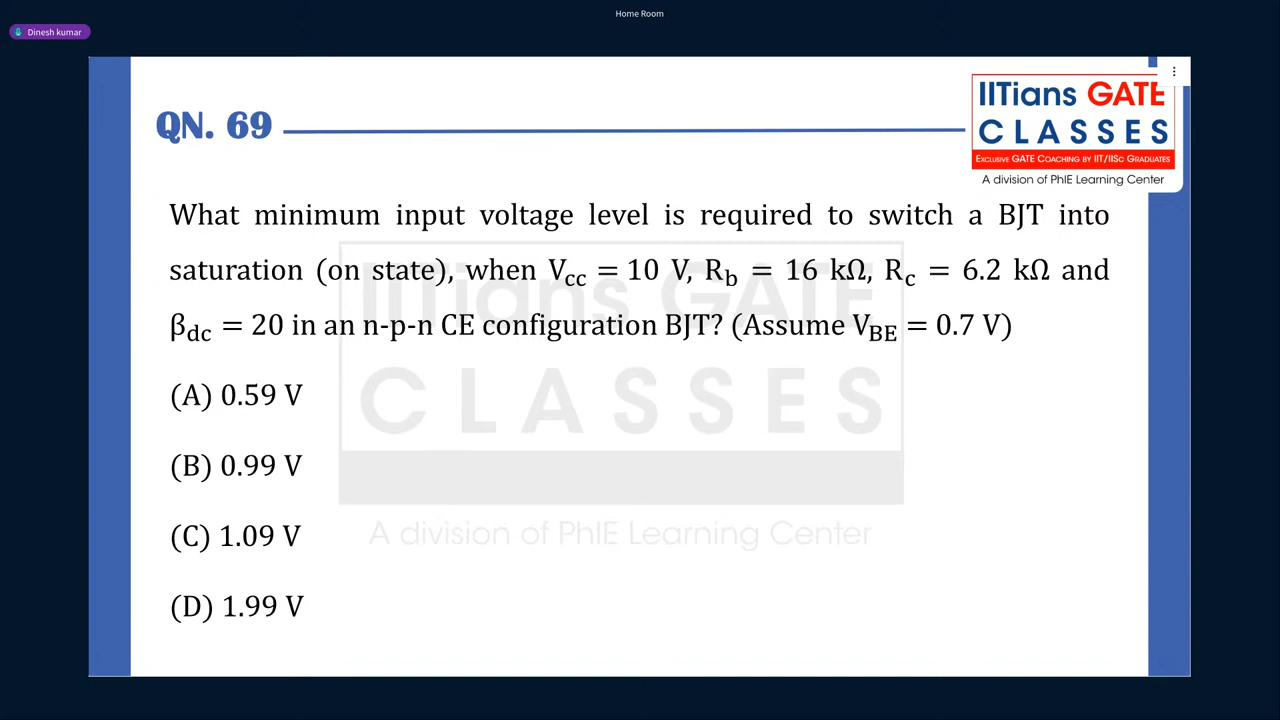 Home Room
Dinesh kumar
IITians GATE
CLASSES
EXCLUSIVE GATE COACHING BY IIT/IISc GRADUATES
A division of PhIE Learning Center
QN. 69
What minimum input voltage level is required to switch a BJT into
saturation (on state), when Vcc = 10 V, Rb = 16 kΩ, Rc = 6.2 kΩ and
βdc = 20 in an n-p-n CE configuration BJT? (Assume VBE = 0.7 V)
(A) 0.59 V
(B) 0.99 V
(C) 1.09 V
(D) 1.99 V
IITians GATE
CLASSES
A division of PhIE Learning Center